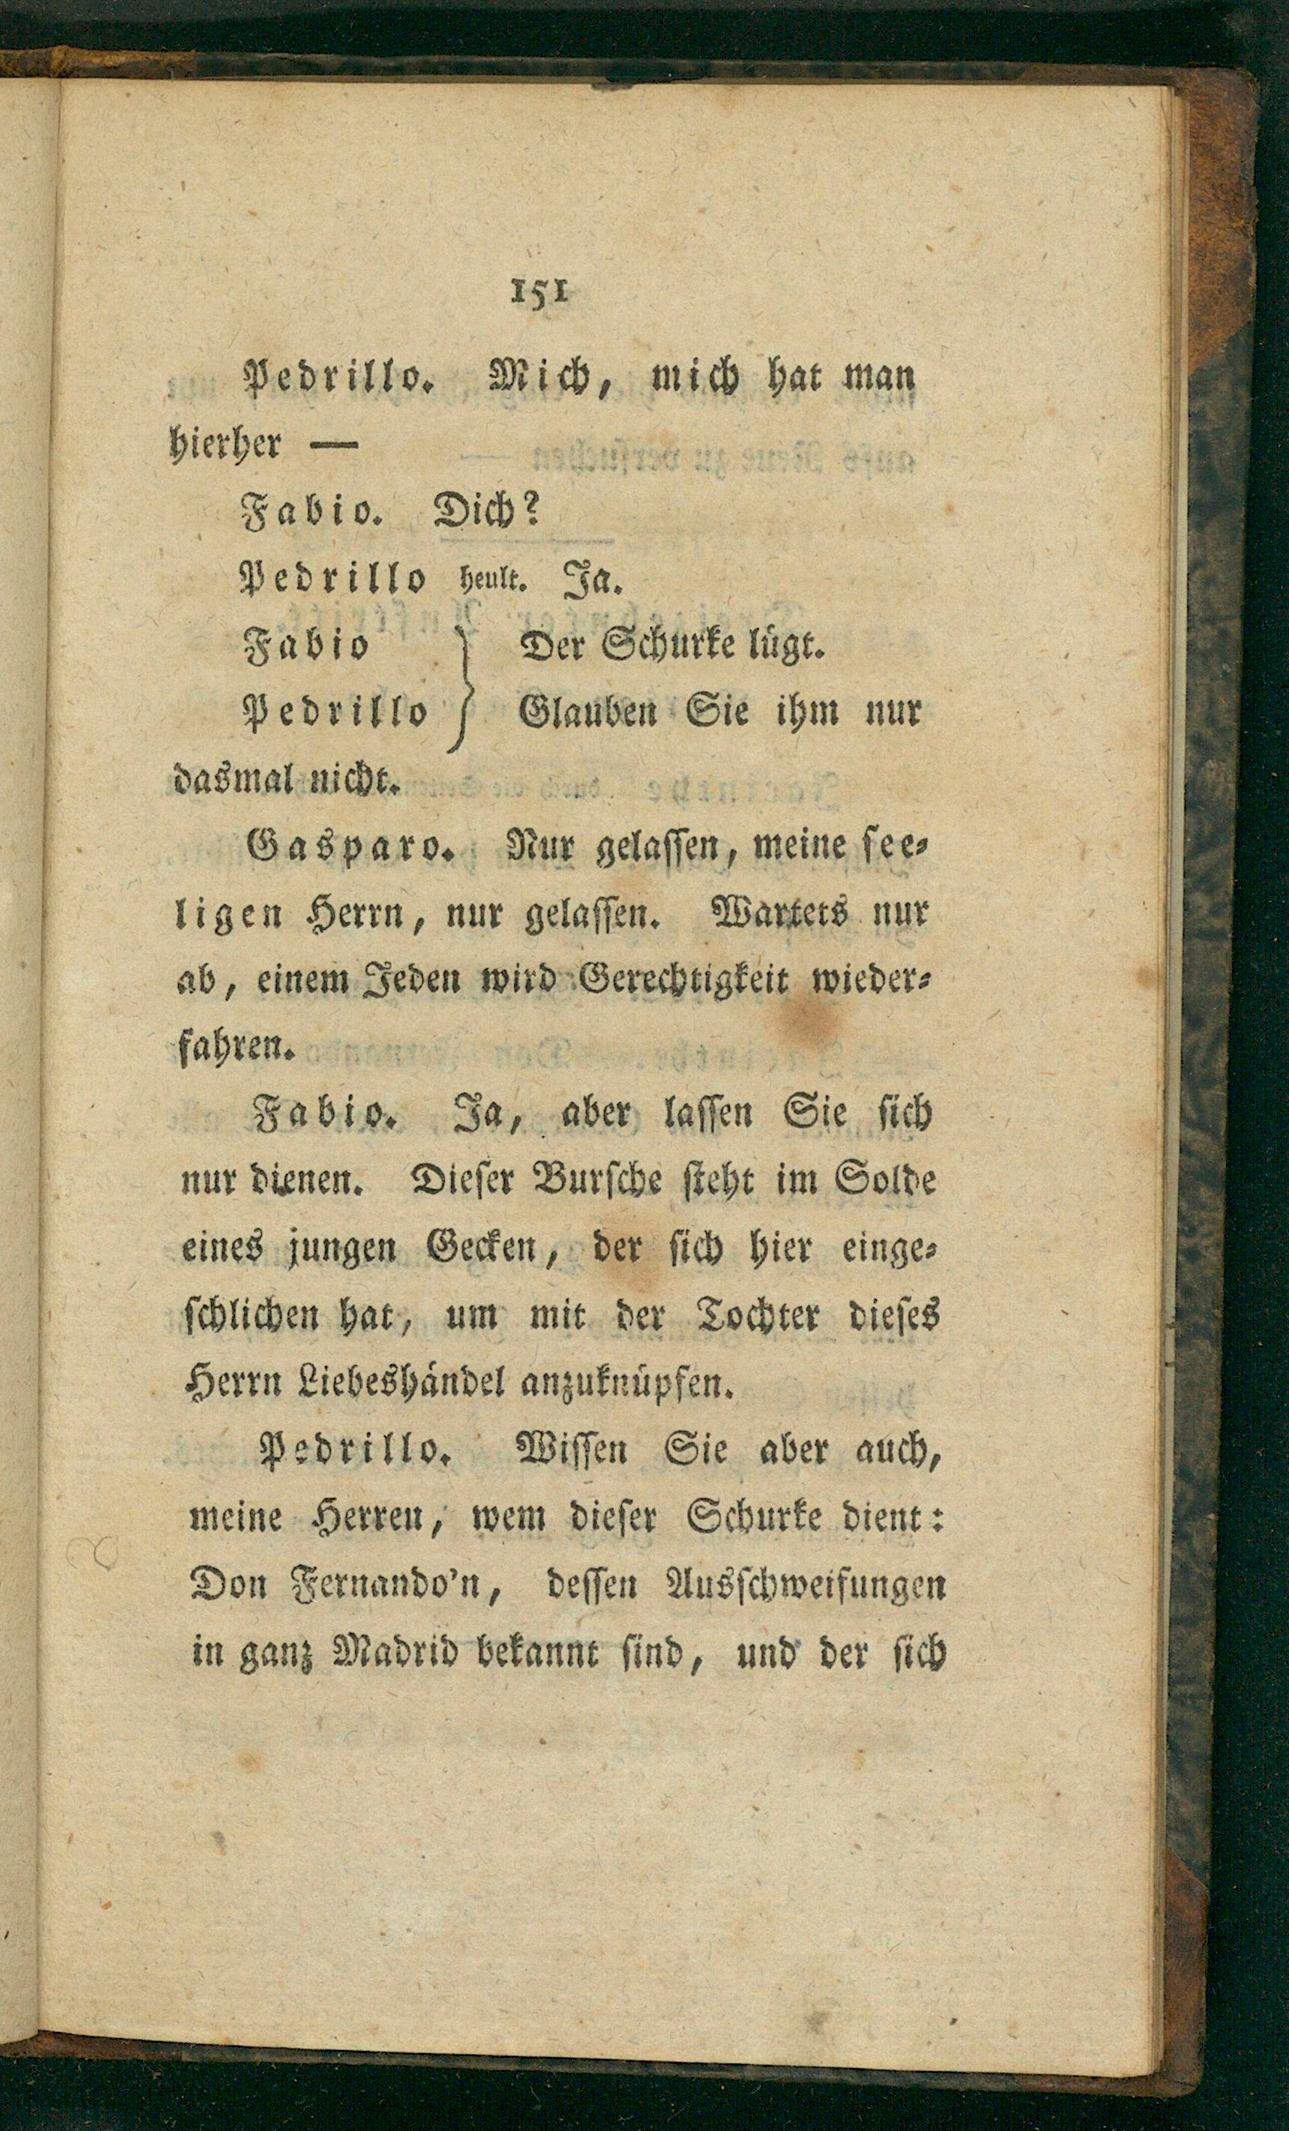 151
Pedrillo. Mich, mich hat man
hierher —
Fabio. Dich?
Pedrillo heult. Ja.
Fabio } Der Schurke lügt.
Pedrillo } Glauben Sie ihm nur
dasmal nicht.
Gasparo. Nur gelassen, meine see-
ligen Herrn, nur gelassen. Wartets nur
ab, einem Jeden wird Gerechtigkeit wieder-
fahren.
Fabio. Ja, aber lassen Sie sich
nur dienen. Dieser Bursche steht im Solde
eines jungen Gecken, der sich hier einge-
schlichen hat, um mit der Tochter dieses
Herrn Liebeshändel anzuknüpfen.
Pedrillo. Wissen Sie aber auch,
meine Herren, wem dieser Schurke dient:
Don Fernando'n, dessen Ausschweifungen
in ganz Madrid bekannt sind, und der sich